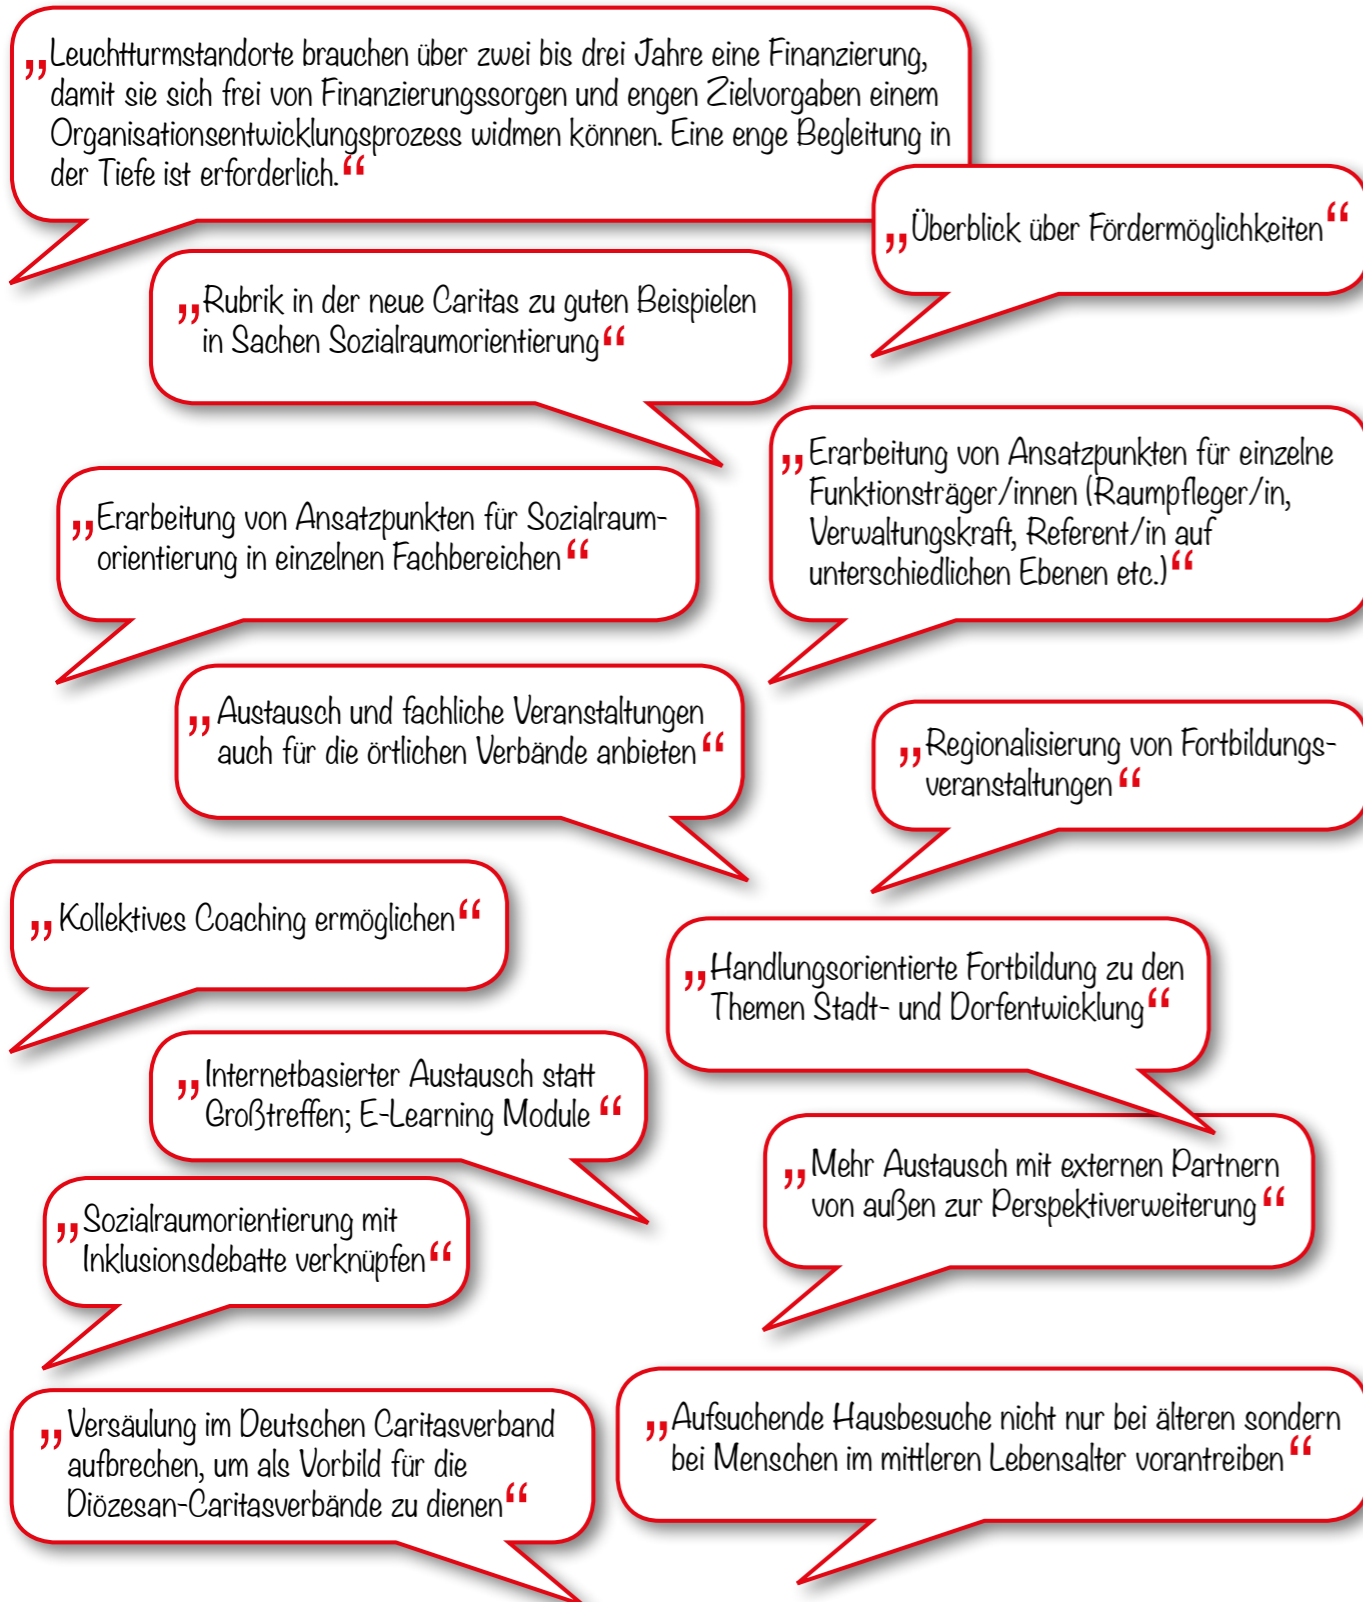 „Leuchtturmstandorte brauchen über zwei bis drei Jahre eine Finanzierung,
damit sie sich frei von Finanzierungssorgen und engen Zielvorgaben einem
Organisationsentwicklungsprozess widmen können. Eine enge Begleitung in
der Tiefe ist erforderlich.“
„Überblick über Fördermöglichkeiten“
„Rubrik in der neue Caritas zu guten Beispielen
in Sachen Sozialraumorientierung“
„Erarbeitung von Ansatzpunkten für einzelne
Funktionsträger/innen (Raumpfleger/in,
Verwaltungskraft, Referent/in auf
unterschiedlichen Ebenen etc.)“
„Erarbeitung von Ansatzpunkten für Sozialraum-
orientierung in einzelnen Fachbereichen“
„Austausch und fachliche Veranstaltungen
auch für die örtlichen Verbände anbieten“
„Regionalisierung von Fortbildungs-
veranstaltungen“
„Kollektives Coaching ermöglichen“
„Handlungsorientierte Fortbildung zu den
Themen Stadt- und Dorfentwicklung“
„Internetbasierter Austausch statt
Großtreffen; E-Learning Module“
„Mehr Austausch mit externen Partnern
von außen zur Perspektiverweiterung“
„Sozialraumorientierung mit
Inklusionsdebatte verknüpfen“
„Versäulung im Deutschen Caritasverband
aufbrechen, um als Vorbild für die
Diözesan-Caritasverbände zu dienen“
„Aufsuchende Hausbesuche nicht nur bei älteren sondern
bei Menschen im mittleren Lebensalter vorantreiben“